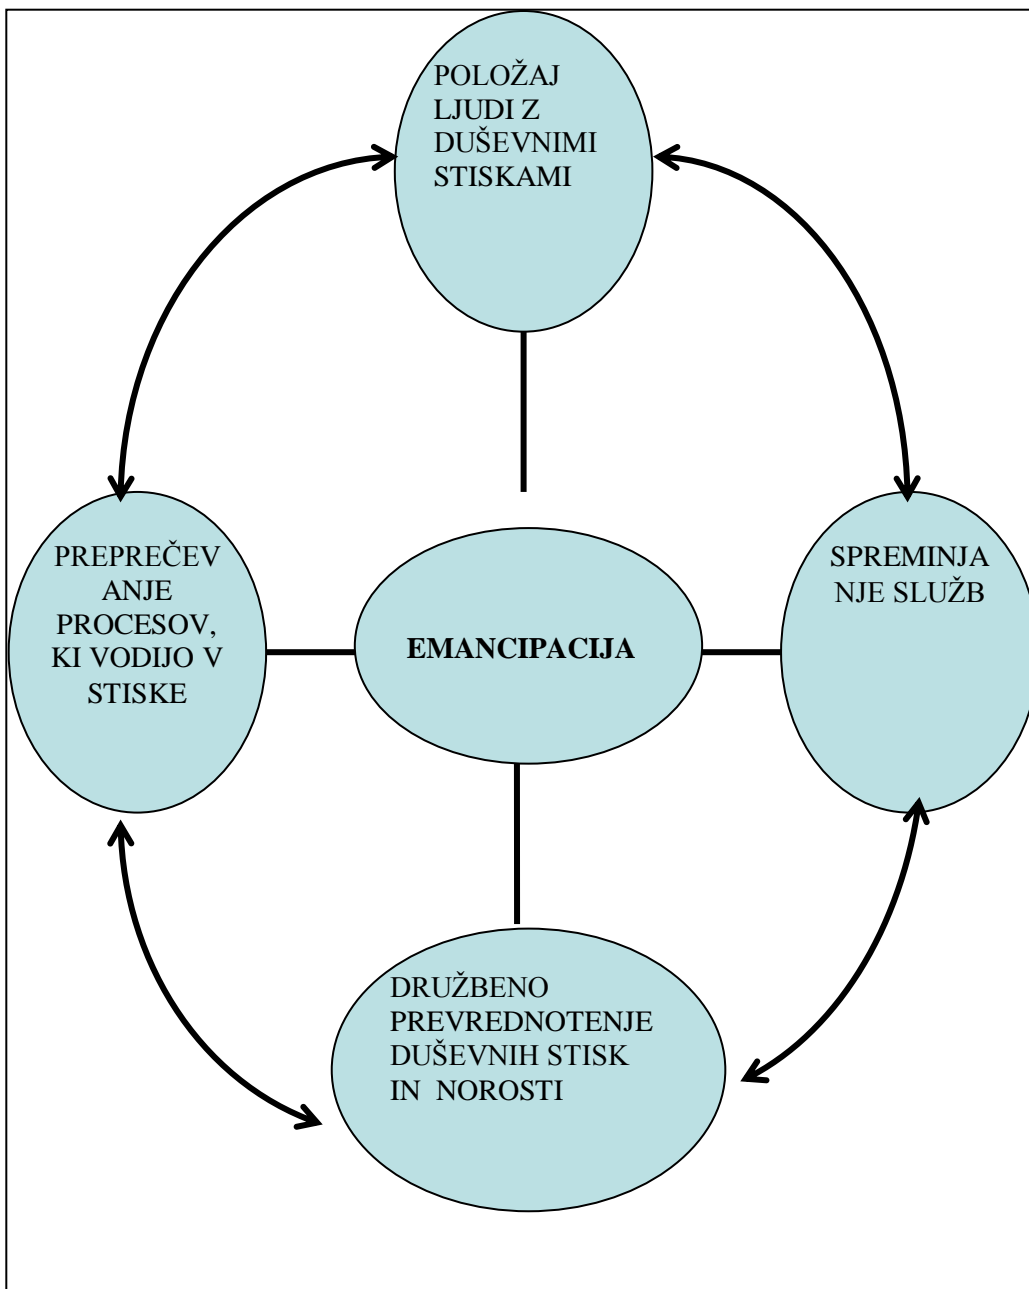 POLOŽAJ
LJUDI Z
DUŠEVNIMI
STISKAMI
PREPREČEV
ANJE
PROCESOV,
KI VODIJO V
STISKE
EMANCIPACIJA
SPREMINJA
NJE SLUŽB
DRUŽBENO
PREVREDNOTENJE
DUŠEVNIH STISK
IN  NOROSTI